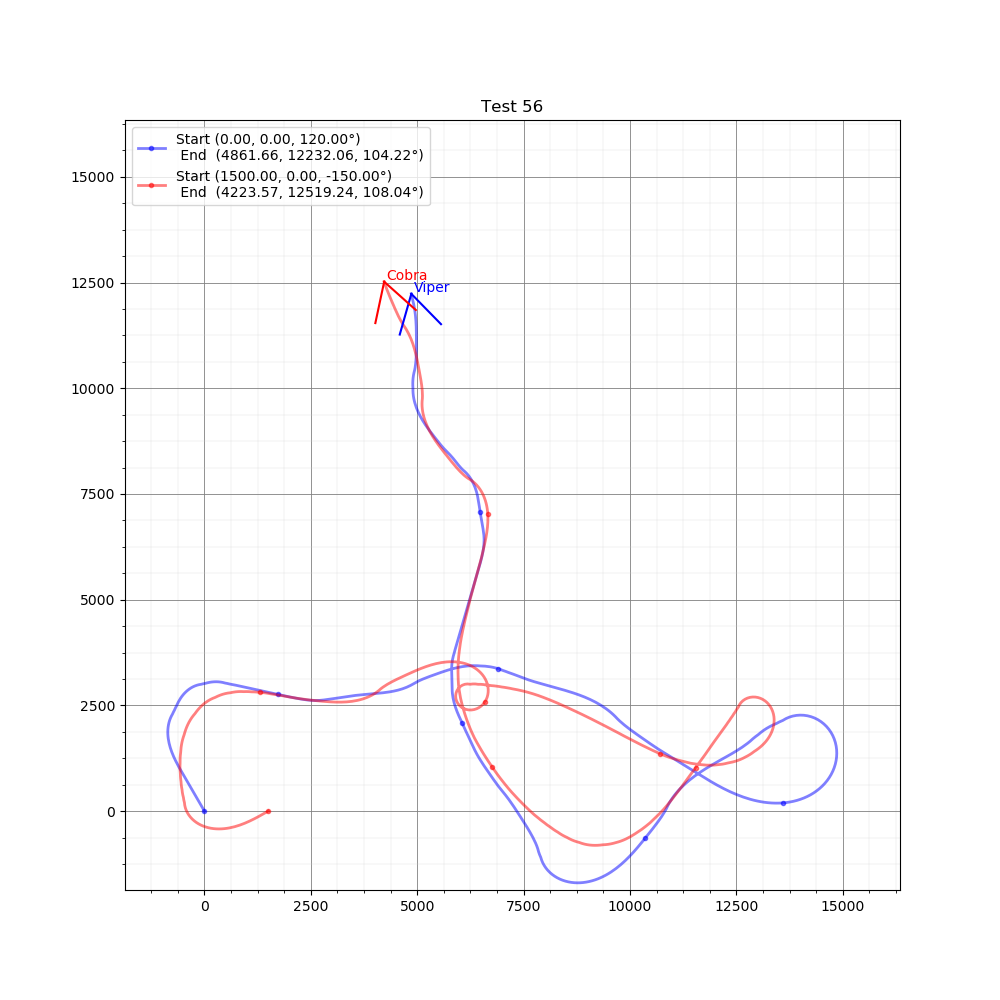 Test 56
Start (0.00, 0.00, 120.00°)
End (4861.66, 12232.06, 104.22°)
Start (1500.00, 0.00, -150.00°)
End (4223.57, 12519.24, 108.04°)
15000
12500
10000
7500
5000
2500
0
Cobra
Viper
0 2500 5000 7500 10000 12500 15000